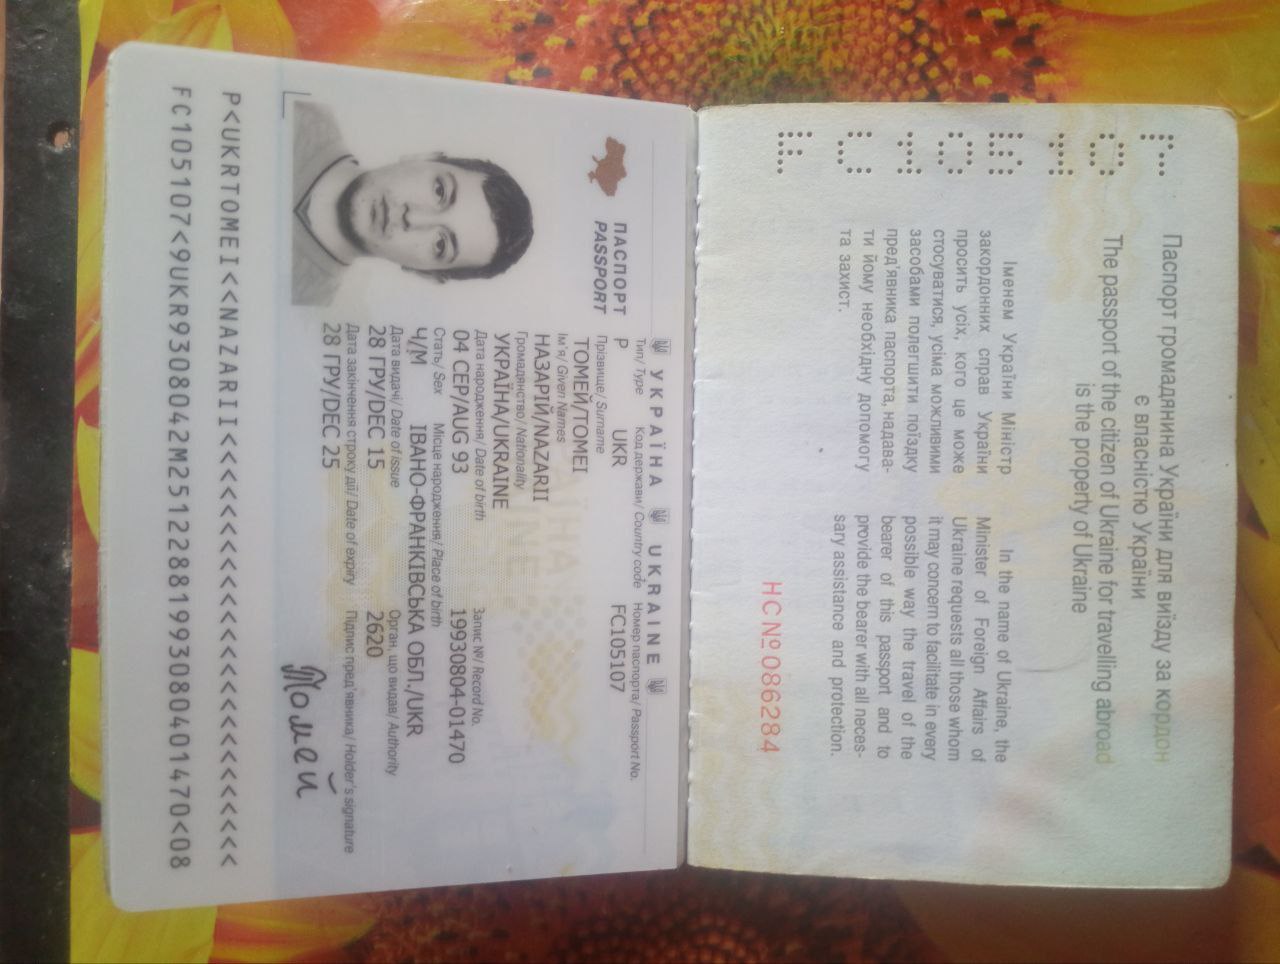 FC105107
Паспорт громадянина України для виїзду за кордон
є власністю України
The passport of the citizen of Ukraine for travelling abroad
is the property of Ukraine
Іменем України Міністр
закордонних справ України
просить усіх, кого це може
стосуватися, усіма можливими
засобами полегшити поїздку
пред'явника паспорта, надава-
ти йому необхідну допомогу
та захист.
In the name of Ukraine, the
Minister of Foreign Affairs of
Ukraine requests all those whom
it may concern to facilitate in every
possible way the travel of the
bearer of this passport and to
provide the bearer with all neces-
sary assistance and protection.
НС№086284
УКРАЇНА UKRAINE
ПАСПОРТ
PASSPORT
Тип/ Type Код держави/ Country code Номер паспорта/ Passport No.
P UKR FC105107
Прізвище/ Surname
ТОМЕЙ/TOMEI
Ім'я/ Given Names
НАЗАРІЙ/NAZARII
Громадянство/ Nationality
УКРАЇНА/UKRAINE
Дата народження/ Date of birth Запис №/ Record No.
04 СЕР/AUG 93 19930804-01470
Стать/ Sex Місце народження/ Place of birth
Ч/M ІВАНО-ФРАНКІВСЬКА ОБЛ./UKR
Дата видачі/ Date of issue Орган, що видав/ Authority
28 ГРУ/DEC 15 2620
Дата закінчення строку дії/ Date of expiry Підпис пред'явника/ Holder's signature
28 ГРУ/DEC 25 Томей
P<UKRTOMEI<<NAZARII<<<<<<<<<<<<<<<<<<<<<<<<<
FC105107<9UKR9308042M25122881993080401470<08